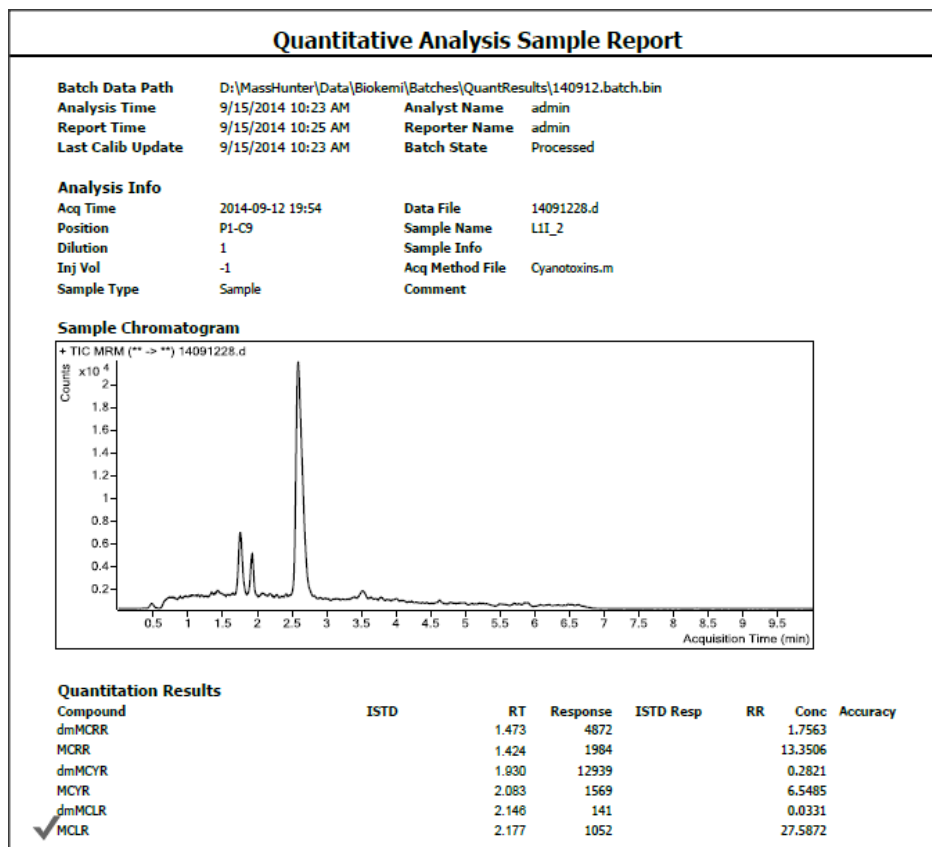 Quantitative Analysis Sample Report
Batch Data Path D:\MassHunter\Data\Biokemi\Batches\QuantResults\140912.batch.bin
Analysis Time 9/15/2014 10:23 AM Analyst Name admin
Report Time 9/15/2014 10:25 AM Reporter Name admin
Last Calib Update 9/15/2014 10:23 AM Batch State Processed
Analysis Info
Acq Time 2014-09-12 19:54 Data File 14091228.d
Position P1-C9 Sample Name L1I_2
Dilution 1 Sample Info
Inj Vol -1 Acq Method File Cyanotoxins.m
Sample Type Sample Comment
Sample Chromatogram
+ TIC MRM (** -> **) 14091228.d
Counts
x10 4
2
1.8
1.6
1.4
1.2
1
0.8
0.6
0.4
0.2
0.5 1 1.5 2 2.5 3 3.5 4 4.5 5 5.5 6 6.5 7 7.5 8 8.5 9 9.5
Acquisition Time (min)
Quantitation Results
Compound ISTD RT Response ISTD Resp RR Conc Accuracy
dmMCRR 1.473 4872 1.7563
MCRR 1.424 1984 13.3506
dmMCYR 1.930 12939 0.2821
MCYR 2.083 1569 6.5485
dmMCLR 2.146 141 0.0331
MCLR 2.177 1052 27.5872